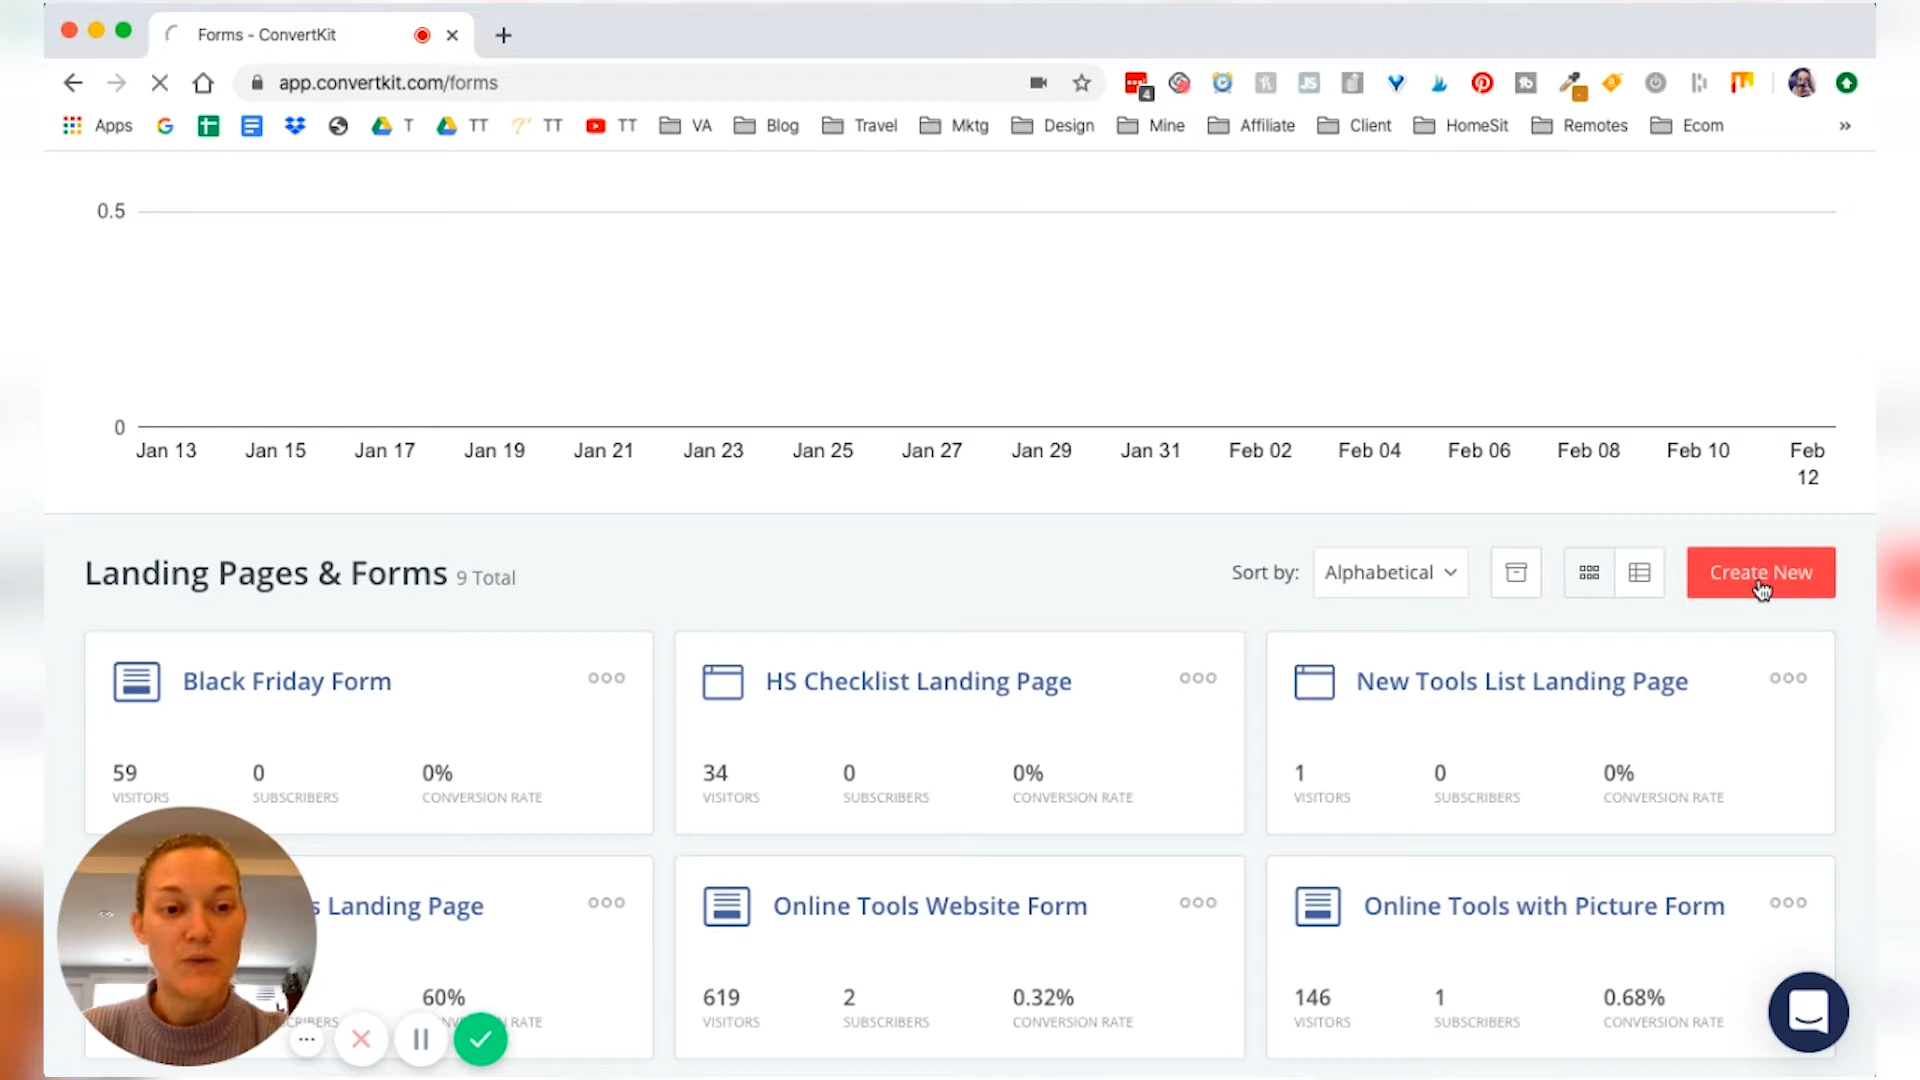 Forms - ConvertKit
app.convertkit.com/forms
4
Apps T TT TT TT VA Blog Travel Mktg Design Mine Affiliate Client HomeSit Remotes Ecom »
0.5
0
Jan 13 Jan 15 Jan 17 Jan 19 Jan 21 Jan 23 Jan 25 Jan 27 Jan 29 Jan 31 Feb 02 Feb 04 Feb 06 Feb 08 Feb 10 Feb 12
Landing Pages & Forms 9 Total
Sort by: Alphabetical
Create New
Black Friday Form
59 0 0%
VISITORS SUBSCRIBERS CONVERSION RATE
HS Checklist Landing Page
34 0 0%
VISITORS SUBSCRIBERS CONVERSION RATE
New Tools List Landing Page
1 0 0%
VISITORS SUBSCRIBERS CONVERSION RATE
s Landing Page
60%
RATE
Online Tools Website Form
619 2 0.32%
VISITORS SUBSCRIBERS CONVERSION RATE
Online Tools with Picture Form
146 1 0.68%
VISITORS SUBSCRIBERS CONVERSION RATE